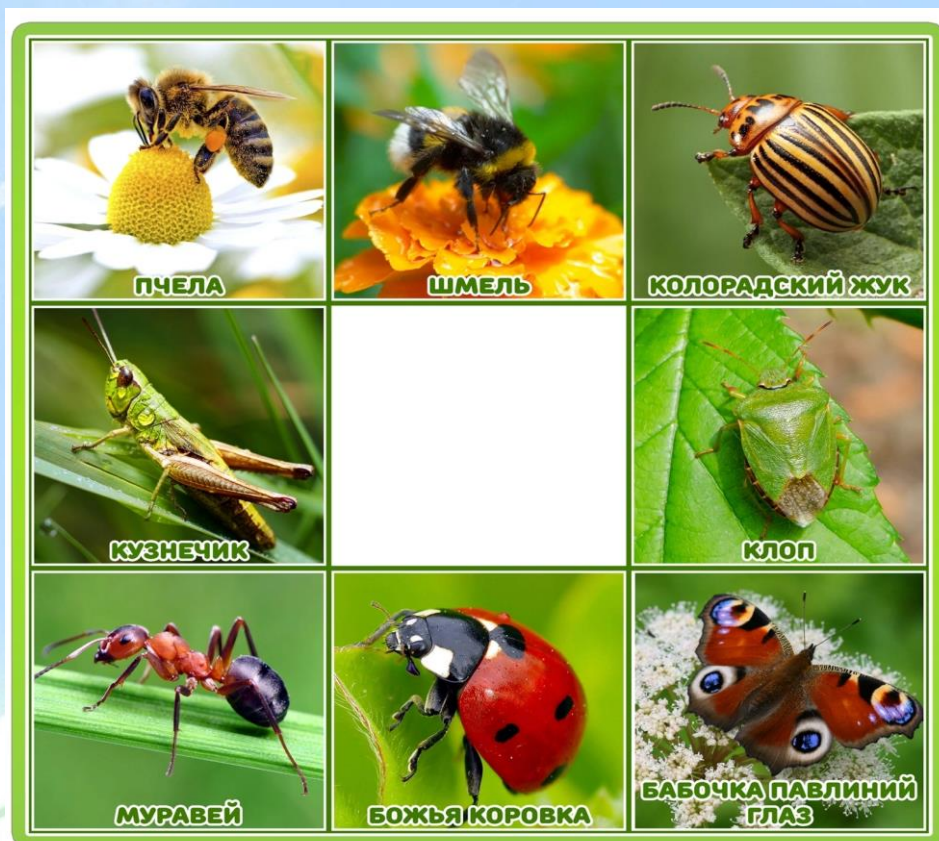 ПЧЕЛА
ШМЕЛЬ
КОЛОРАДСКИЙ ЖУК
КУЗНЕЧИК
КЛОП
МУРАВЕЙ
БОЖЬЯ КОРОВКА
БАБОЧКА ПАВЛИНИЙ
ГЛАЗ